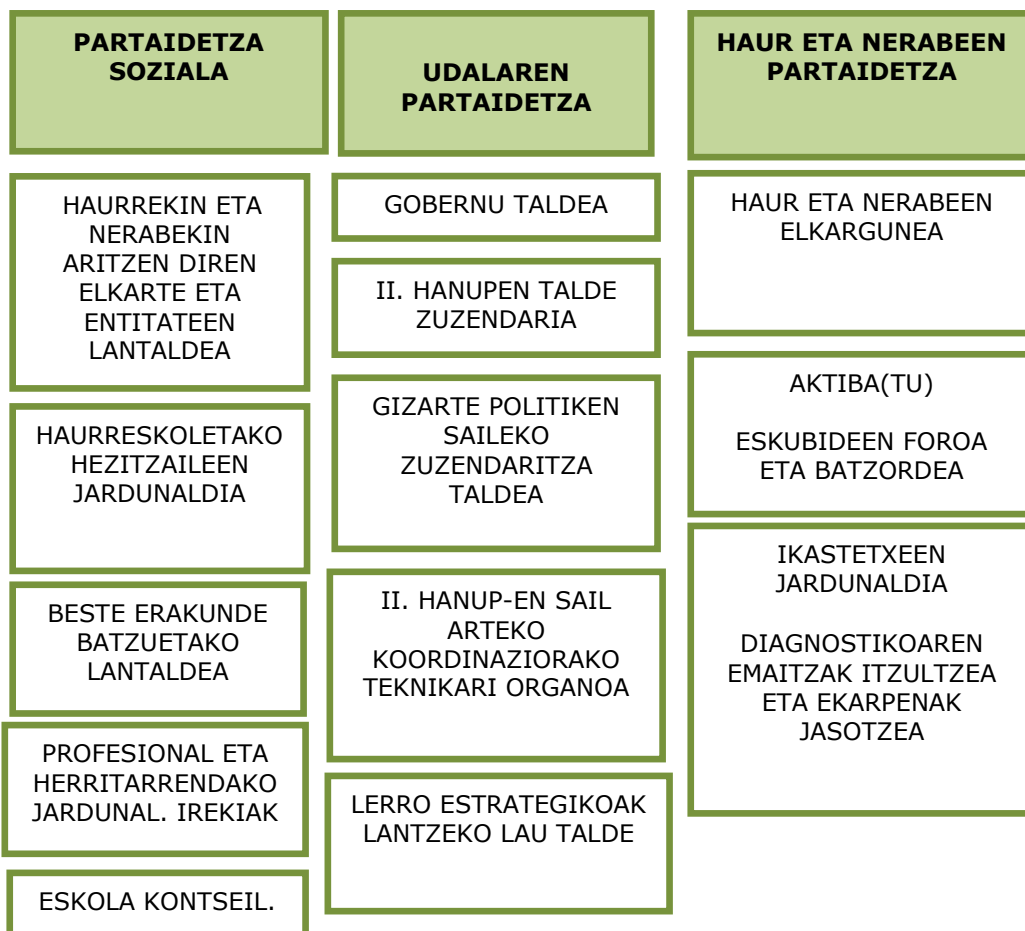 PARTAIDETZA
SOZIALA
HAURREKIN ETA
NERABEKIN
ARITZEN DIREN
ELKARTE ETA
ENTITATEEN
LANTALDEA
HAURRESKOLETAKO
HEZITZAILEEN
JARDUNALDIA
BESTE ERAKUNDE
BATZUETAKO
LANTALDEA
PROFESIONAL ETA
HERRITARRENDAKO
JARDUNAL. IREKIAK
ESKOLA KONTSEIL.
UDALAREN
PARTAIDETZA
GOBERNU TALDEA
II. HANUPEN TALDE
ZUZENDARIA
GIZARTE POLITIKEN
SAILEKO
ZUZENDARITZA
TALDEA
II. HANUP-EN SAIL
ARTEKO
KOORDINAZIORAKO
TEKNIKARI ORGANOA
LERRO ESTRATEGIKOAK
LANTZEKO LAU TALDE
HAUR ETA NERABEEN
PARTAIDETZA
HAUR ETA NERABEEN
ELKARGUNEA
AKTIBA(TU)
ESKUBIDEEN FOROA
ETA BATZORDEA
IKASTETXEEN
JARDUNALDIA
DIAGNOSTIKOAREN
EMAITZAK ITZULTZEA
ETA EKARPENAK
JASOTZEA